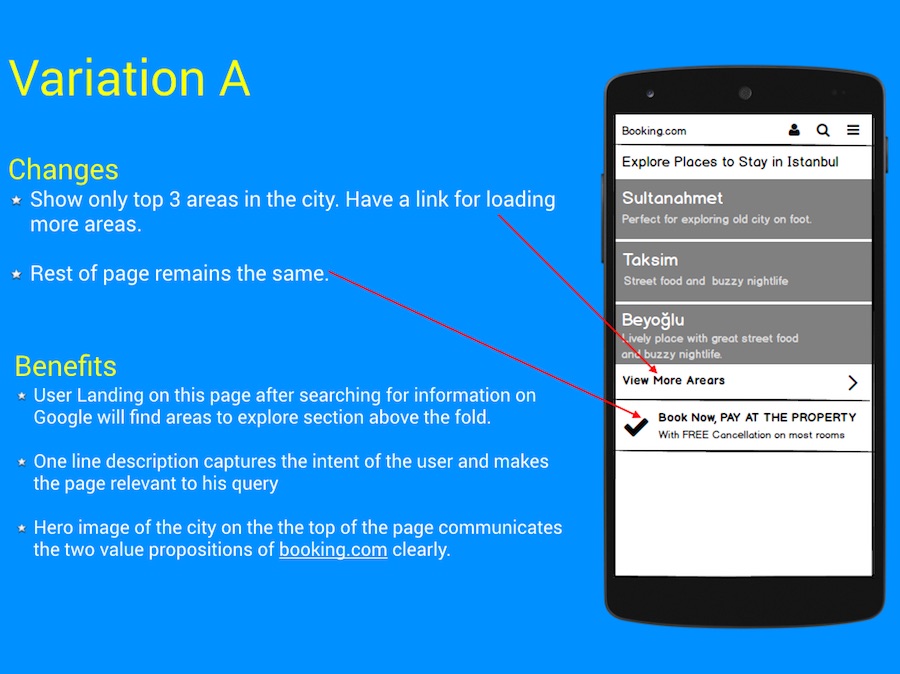 Variation A
Changes
Show only top 3 areas in the city. Have a link for loading
more areas.
Rest of page remains the same.
Benefits
User Landing on this page after searching for information on
Google will find areas to explore section above the fold.
One line description captures the intent of the user and makes
the page relevant to his query
Hero image of the city on the the top of the page communicates
the two value propositions of booking.com clearly.
Booking.com
Explore Places to Stay in Istanbul
Sultanahmet
Perfect for exploring old city on foot.
Taksim
Street food and buzzy nightlife
Beyoğlu
Lively place with great street food
and buzzy nightlife.
View More Arears
Book Now, PAY AT THE PROPERTY
With FREE Cancellation on most rooms